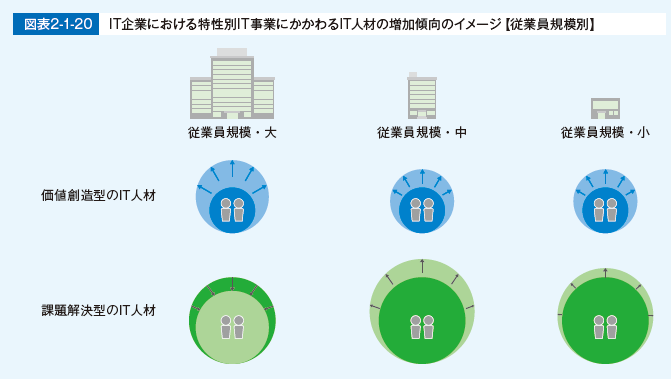 図表2-1-20 IT企業における特性別IT事業にかかわるIT人材の増加傾向のイメージ【従業員規模別】
従業員規模・大 従業員規模・中 従業員規模・小
価値創造型のIT人材
課題解決型のIT人材